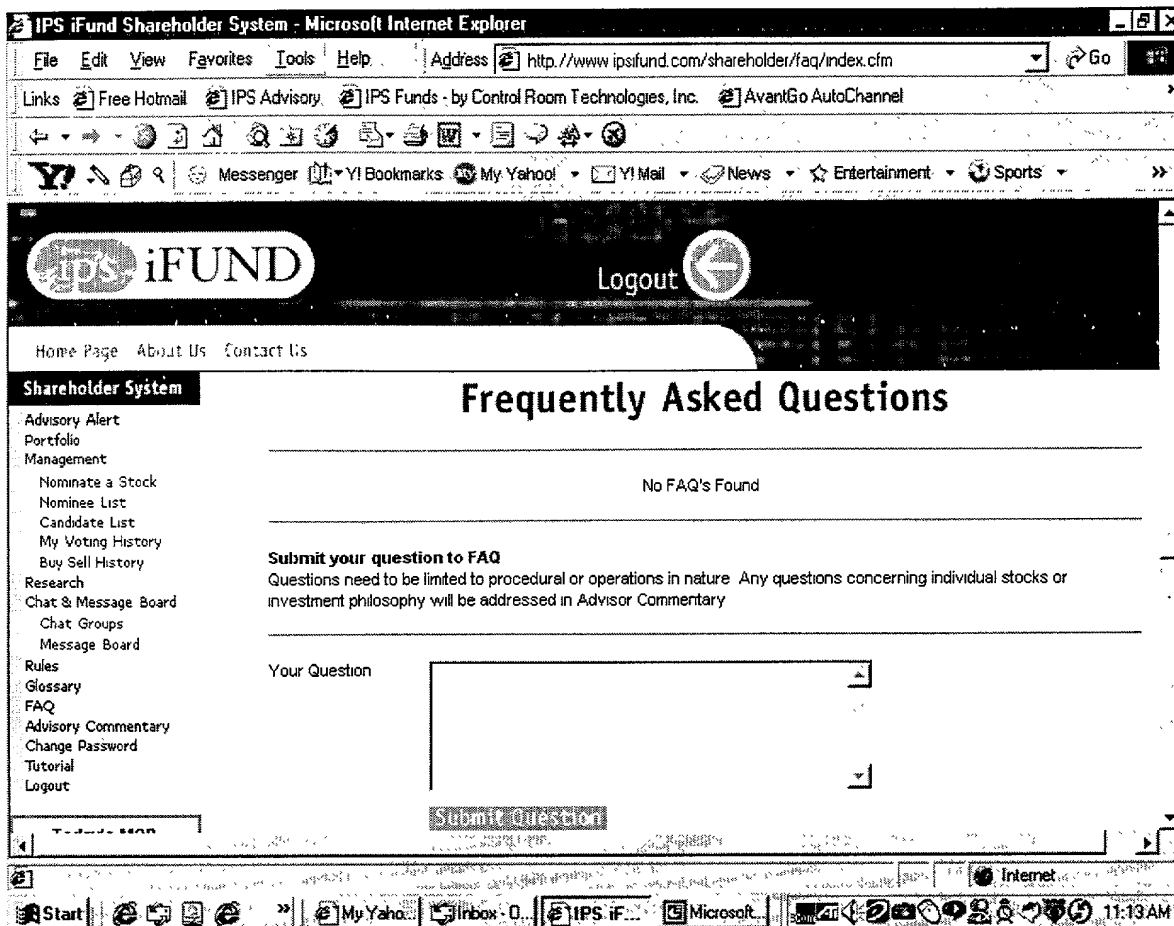 IPS iFund Shareholder System - Microsoft Internet Explorer
File Edit View Favorites Tools Help Address http.//www ipsifund.com/shareholder/faq/index.cfm Go
Links Free Hotmail IPS Advisory IPS Funds - by Control Room Technologies, Inc. AvantGo AutoChannel
Y! Messenger Y! Bookmarks My Yahoo! Y! Mail News Entertainment Sports
ips iFUND
Logout
Home Page About Us Contact Us
Shareholder System
Advisory Alert
Portfolio
Management
Nominate a Stock
Nominee List
Candidate List
My Voting History
Buy Sell History
Research
Chat & Message Board
Chat Groups
Message Board
Rules
Glossary
FAQ
Advisory Commentary
Change Password
Tutorial
Logout
Frequently Asked Questions
No FAQ's Found
Submit your question to FAQ
Questions need to be limited to procedural or operations in nature Any questions concerning individual stocks or
investment philosophy will be addressed in Advisor Commentary
Your Question
Submit Question
Internet
Start My Yaho... Inbox - O... IPS iF... Microsoft... 11:13 AM